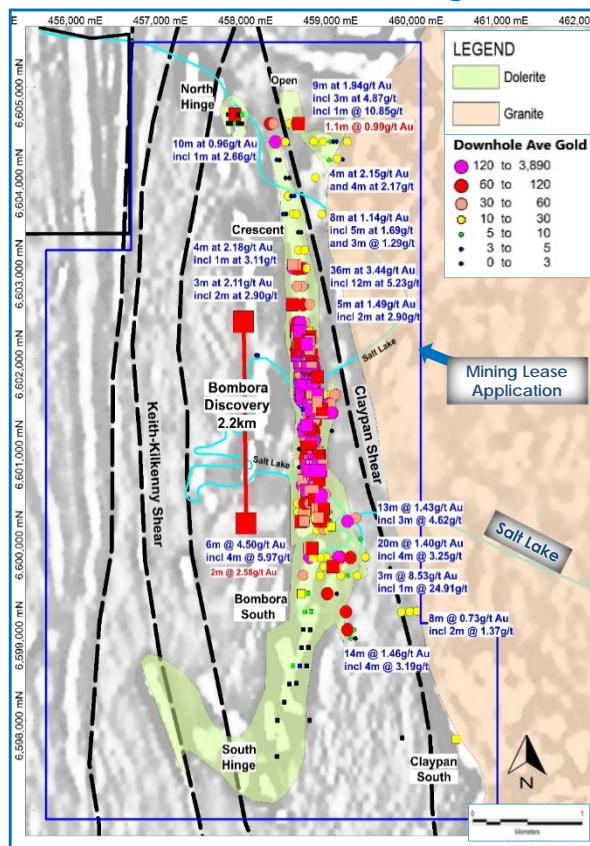 456,000 mE
457,000 mE
458,000 mE
459,000 mE
460,000 mE
461,000 mE
462,0
6,605,000 mN
6,604,000 mN
6,603,000 mN
6,602,000 mN
6,601,000 mN
6,600,000 mN
6,599,000 mN
6,598,000 mN
LEGEND
Dolerite
Granite
Downhole Ave Gold
120 to 3,890
60 to 120
30 to 60
10 to 30
5 to 10
3 to 5
0 to 3
Open
North
Hinge
9m at 1.94g/t Au
incl 3m at 4.87g/t
incl 1m @ 10.85g/t
1.1m @ 0.99g/t Au
10m at 0.96g/t Au
incl 1m at 2.66g/t
4m at 2.15g/t Au
and 4m at 2.17g/t
8m at 1.14g/t Au
incl 5m at 1.69g/t
and 3m @ 1.29g/t
Crescent
4m at 2.18g/t Au
incl 1m at 3.11g/t
36m at 3.44g/t Au
incl 12m at 5.23g/t
3m at 2.11g/t Au
incl 2m at 2.90g/t
5m at 1.49g/t Au
incl 2m at 2.90g/t
Salt Lake
Mining Lease
Application
Bombora
Discovery
2.2km
Claypan Shear
Keith-Kilkenny Shear
Salt Lake
13m @ 1.43g/t Au
incl 3m @ 4.62g/t
Salt Lake
6m @ 4.50g/t Au
incl 4m @ 5.97g/t
2m @ 2.58g/t Au
20m @ 1.40g/t Au
incl 4m @ 3.25g/t
3m @ 8.53g/t Au
incl 1m @ 24.91g/t
Bombora
South
8m @ 0.73g/t Au
incl 2m @ 1.37g/t
14m @ 1.46g/t Au
incl 4m @ 3.19g/t
South
Hinge
Claypan
South
N
0
1
kilometers